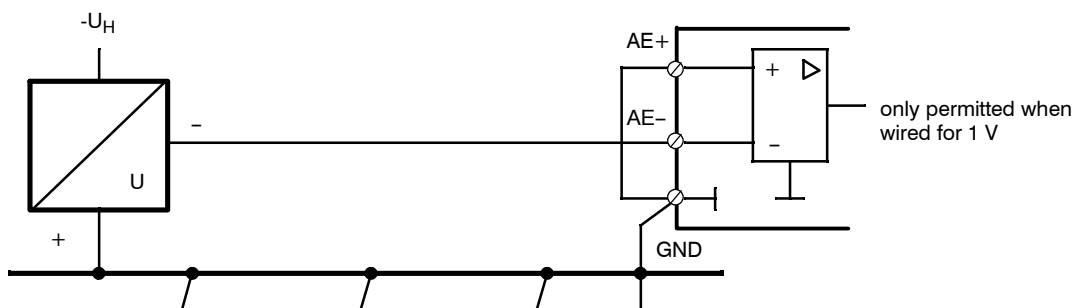 -UH
AE+
+
only permitted when
wired for 1 V
–
AE–
–
U
+
GND